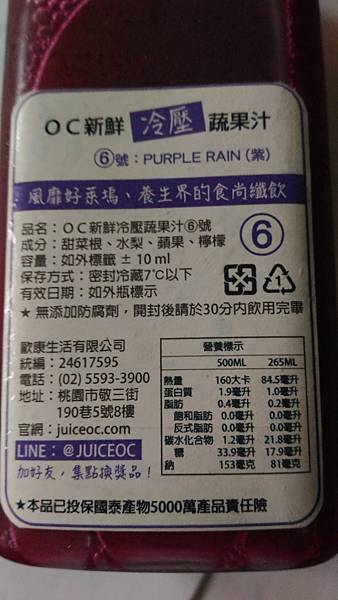 OC新鮮 冷壓 蔬果汁
⑥號：PURPLE RAIN (紫)
風靡好萊塢、養生界的食尚纖飲
品名：OC新鮮冷壓蔬果汁⑥號
成分：甜菜根、水梨、蘋果、檸檬
容量：如外標籤 ± 10 ml
保存方式：密封冷藏7℃以下
有效日期：如外瓶標示
⑥
1
★ 無添加防腐劑，開封後請於30分內飲用完畢
歐康生活有限公司
統編：24617595
電話：(02) 5593-3900
地址：桃園市敬三街
190巷5號8樓
官網：juiceoc.com
LINE：@JUICEOC
加好友，集點換獎品！
營養標示
500ML 265ML
熱量 160大卡 84.5毫升
蛋白質 1.9毫升 1.0毫升
脂肪 0.4毫升 0.2毫升
飽和脂肪 0.0毫升 0.0毫升
反式脂肪 0.0毫升 0.0毫升
碳水化合物 1.2毫升 21.8毫升
糖 33.9毫升 17.9毫升
鈉 153毫克 81毫克
★本品已投保國泰產物5000萬產品責任險